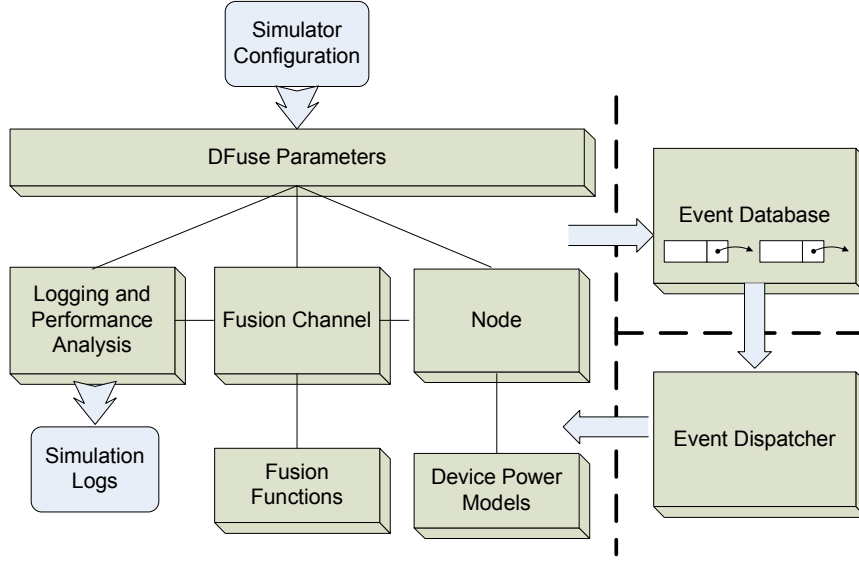 Simulator
Configuration
DFuse Parameters
Event Database
Logging and
Performance
Analysis
Fusion Channel
Node
Simulation
Logs
Fusion
Functions
Device Power
Models
Event Dispatcher